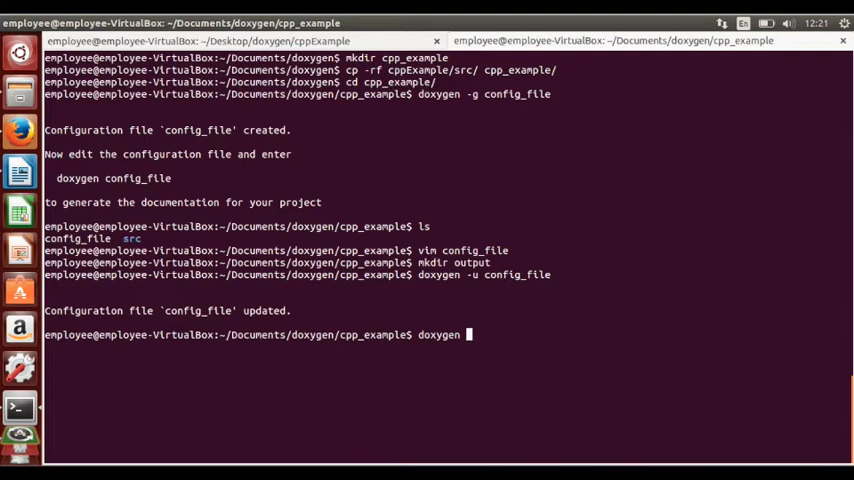 employee@employee-VirtualBox: ~/Documents/doxygen/cpp_example
En 12:21
employee@employee-VirtualBox: ~/Desktop/doxygen/cppExample × employee@employee-VirtualBox: ~/Documents/doxygen/cpp_example ×
employee@employee-VirtualBox:~/Documents/doxygen$ mkdir cpp_example
employee@employee-VirtualBox:~/Documents/doxygen$ cp -rf cppExample/src/ cpp_example/
employee@employee-VirtualBox:~/Documents/doxygen$ cd cpp_example/
employee@employee-VirtualBox:~/Documents/doxygen/cpp_example$ doxygen -g config_file
Configuration file `config_file' created.
Now edit the configuration file and enter
doxygen config_file
to generate the documentation for your project
employee@employee-VirtualBox:~/Documents/doxygen/cpp_example$ ls
config_file src
employee@employee-VirtualBox:~/Documents/doxygen/cpp_example$ vim config_file
employee@employee-VirtualBox:~/Documents/doxygen/cpp_example$ mkdir output
employee@employee-VirtualBox:~/Documents/doxygen/cpp_example$ doxygen -u config_file
Configuration file `config_file' updated.
employee@employee-VirtualBox:~/Documents/doxygen/cpp_example$ doxygen